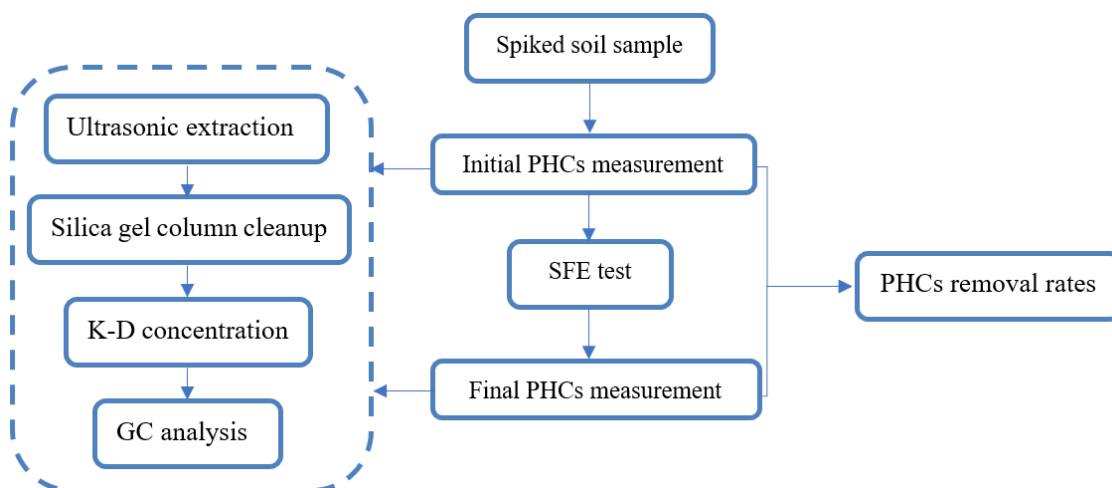 Spiked soil sample
Ultrasonic extraction
Initial PHCs measurement
Silica gel column cleanup
SFE test
PHCs removal rates
K-D concentration
Final PHCs measurement
GC analysis